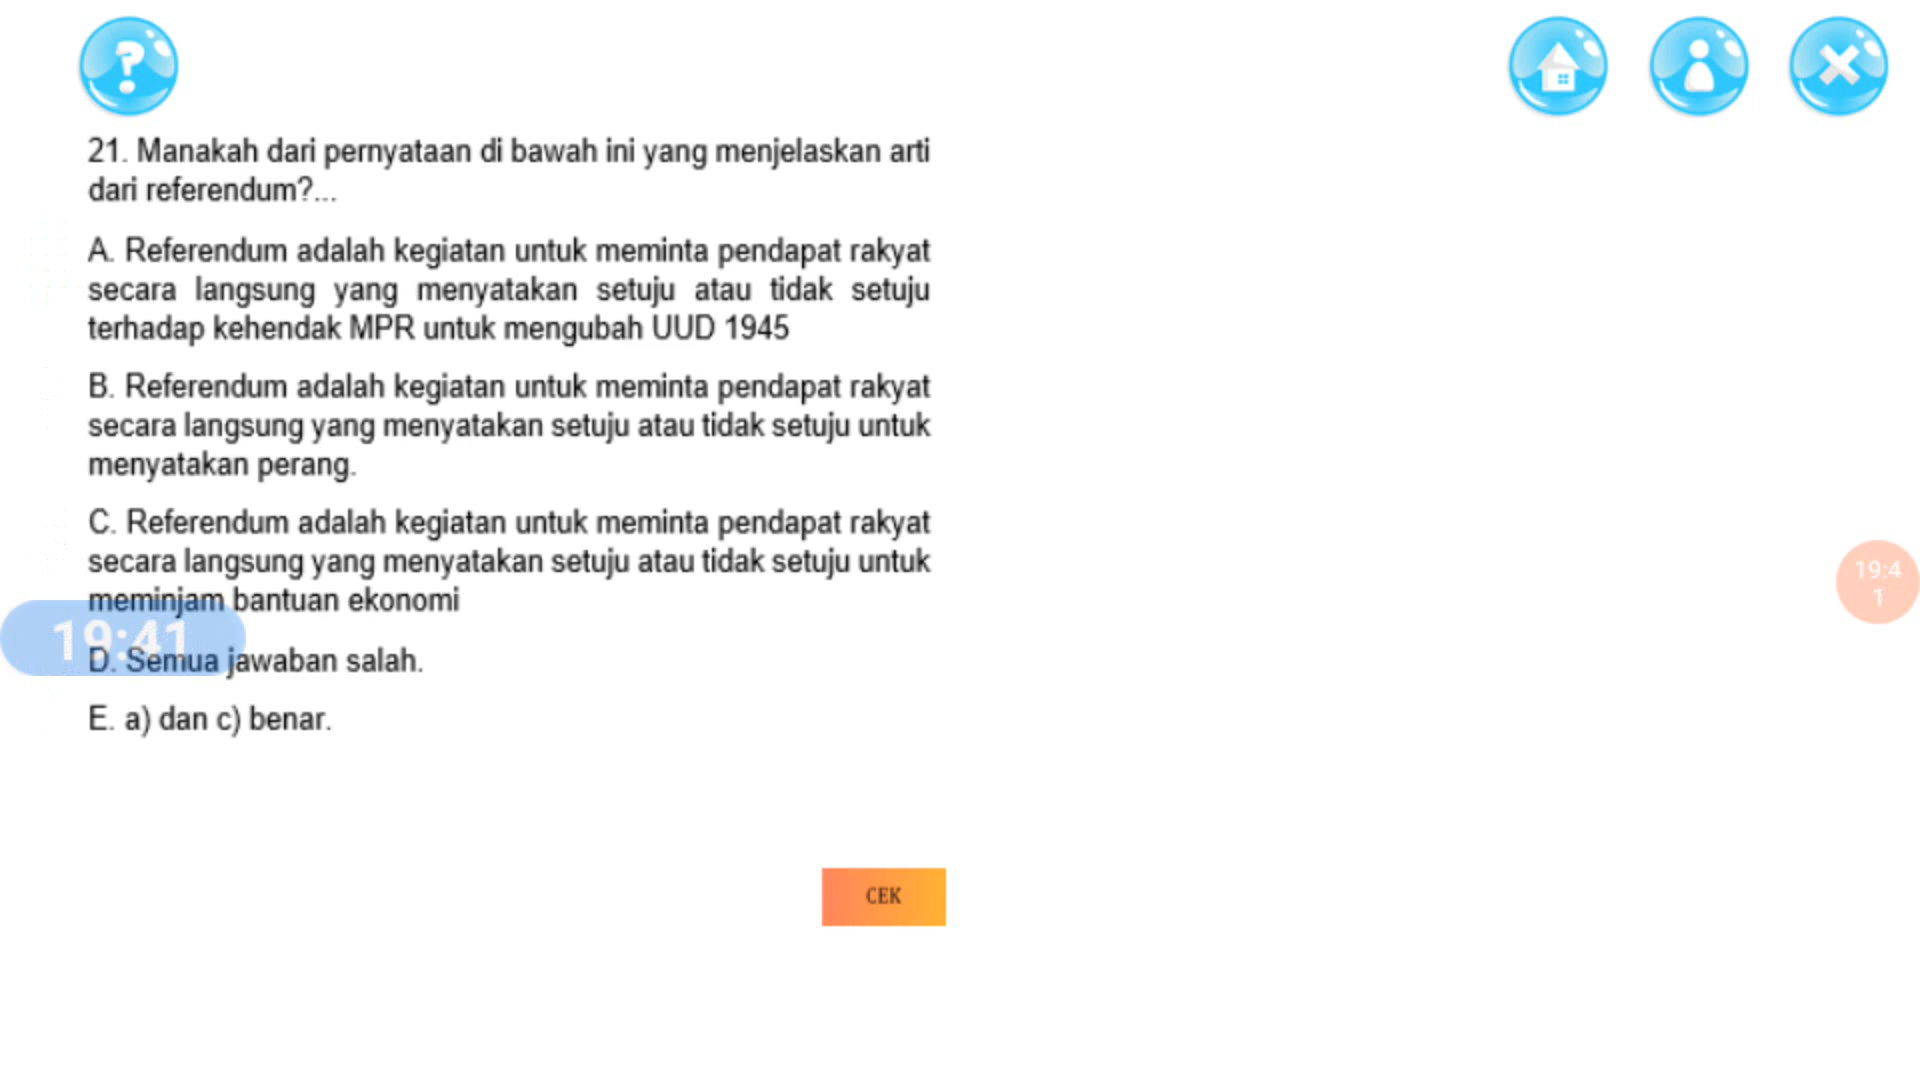 21. Manakah dari pernyataan di bawah ini yang menjelaskan arti
dari referendum?...
A. Referendum adalah kegiatan untuk meminta pendapat rakyat
secara langsung yang menyatakan setuju atau tidak setuju
terhadap kehendak MPR untuk mengubah UUD 1945
B. Referendum adalah kegiatan untuk meminta pendapat rakyat
secara langsung yang menyatakan setuju atau tidak setuju untuk
menyatakan perang.
C. Referendum adalah kegiatan untuk meminta pendapat rakyat
secara langsung yang menyatakan setuju atau tidak setuju untuk
meminjam bantuan ekonomi
19:41
D. Semua jawaban salah.
E. a) dan c) benar.
19:4
1
CEK